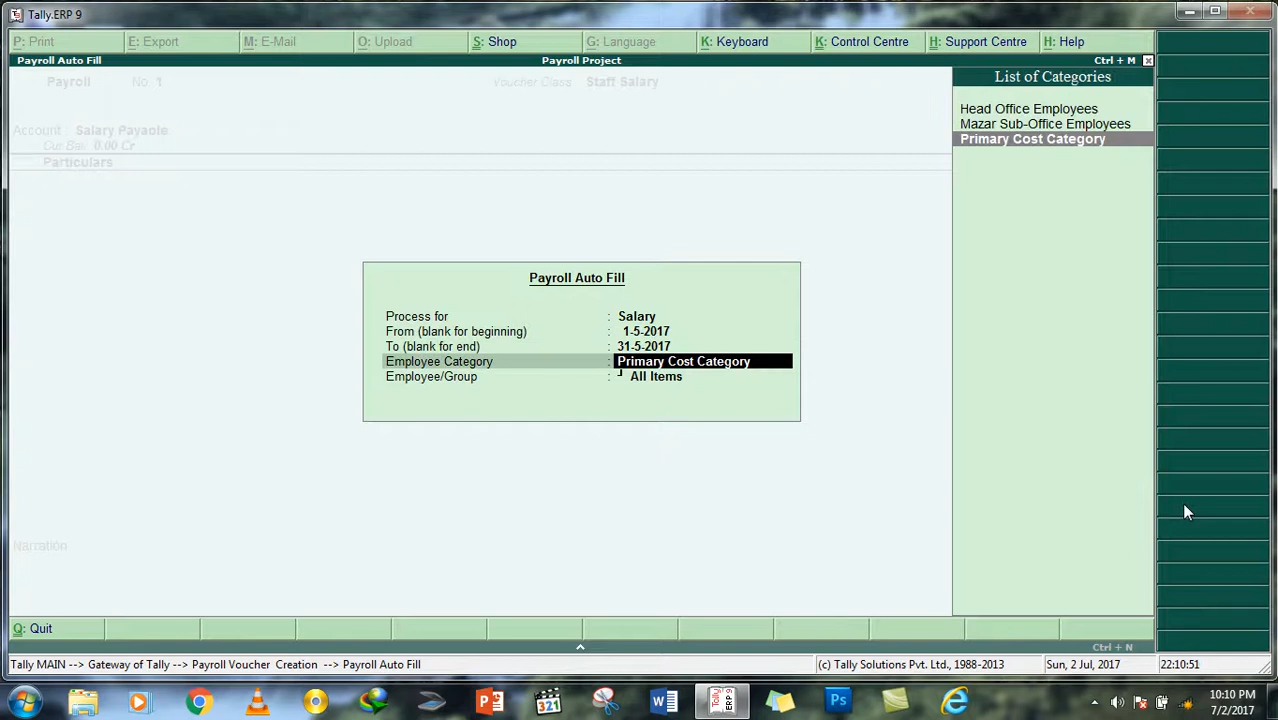 Tally.ERP 9
P: Print E: Export M: E-Mail O: Upload S: Shop G: Language K: Keyboard K: Control Centre H: Support Centre H: Help
Payroll Auto Fill Payroll Project Ctrl + M
List of Categories
Payroll No. 1 Voucher Class Staff Salary
Head Office Employees
Mazar Sub-Office Employees
Primary Cost Category
Account : Salary Payable
Cur Bal: 0.00 Cr
Particulars
Payroll Auto Fill
Process for : Salary
From (blank for beginning) : 1-5-2017
To (blank for end) : 31-5-2017
Employee Category : Primary Cost Category
Employee/Group : ┘ All Items
Narration
Q: Quit
Ctrl + N
Tally MAIN --> Gateway of Tally --> Payroll Voucher Creation --> Payroll Auto Fill (c) Tally Solutions Pvt. Ltd., 1988-2013 Sun, 2 Jul, 2017 22:10:51
10:10 PM
7/2/2017